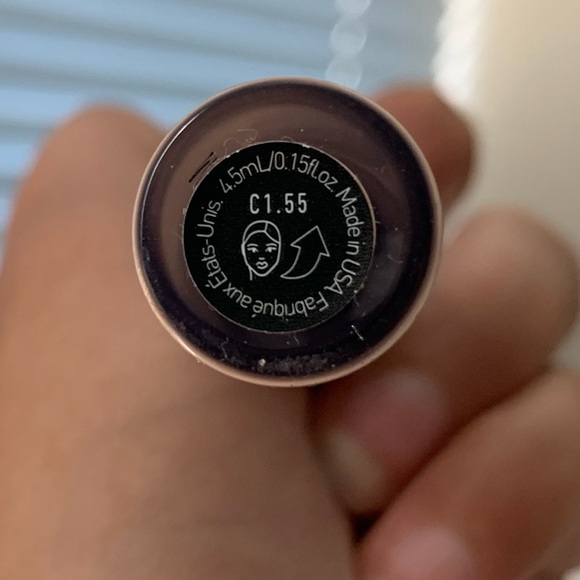 C1.55
4.5mL/0.15fl.oz. Made in USA Fabriqué aux États-Unis.